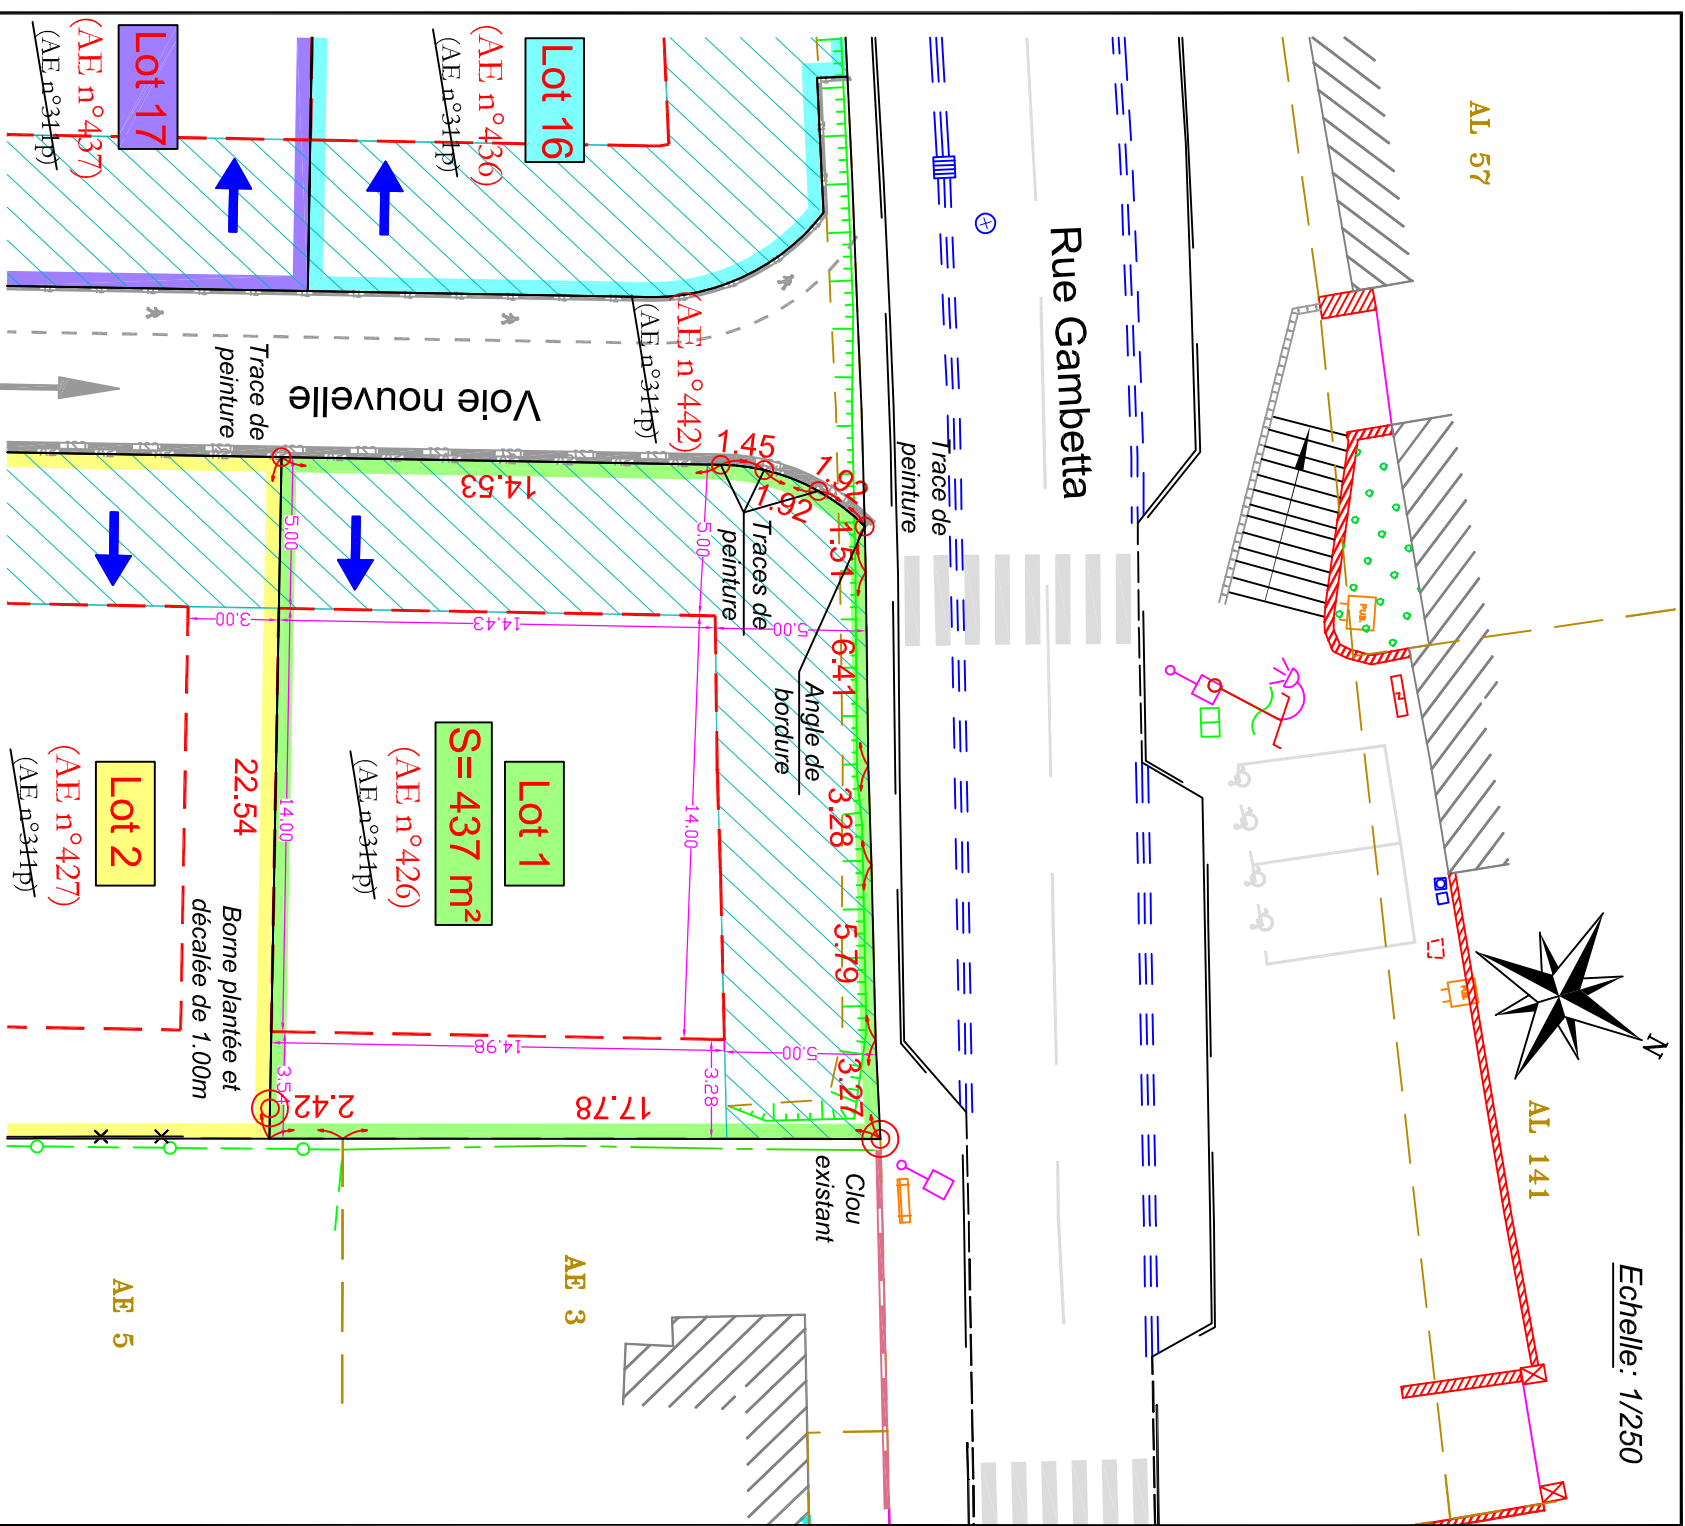 Echelle: 1/250
N
AL 57
AL 141
Rue Gambetta
Trace de
peinture
Lot 16
(AE n°436)
(AE n°311p)
Lot 17
(AE n°437)
(AE n°311p)
(AE n°442)
(AE n°311p)
Voie nouvelle
Trace de
peinture
Traces de
peinture
Angle de
bordure
1.45
1.92
1.92
1.51
6.41
3.28
5.79
3.27
14.53
5.00
5.00
5.00
3.00
14.43
14.00
14.00
14.98
5.00
3.28
17.78
2.42
22.54
Lot 1
S= 437 m²
(AE n°426)
(AE n°311p)
Lot 2
(AE n°427)
(AE n°311p)
Borne plantée et
décalée de 1.00m
Clou
existant
AE 3
AE 5
PUB.